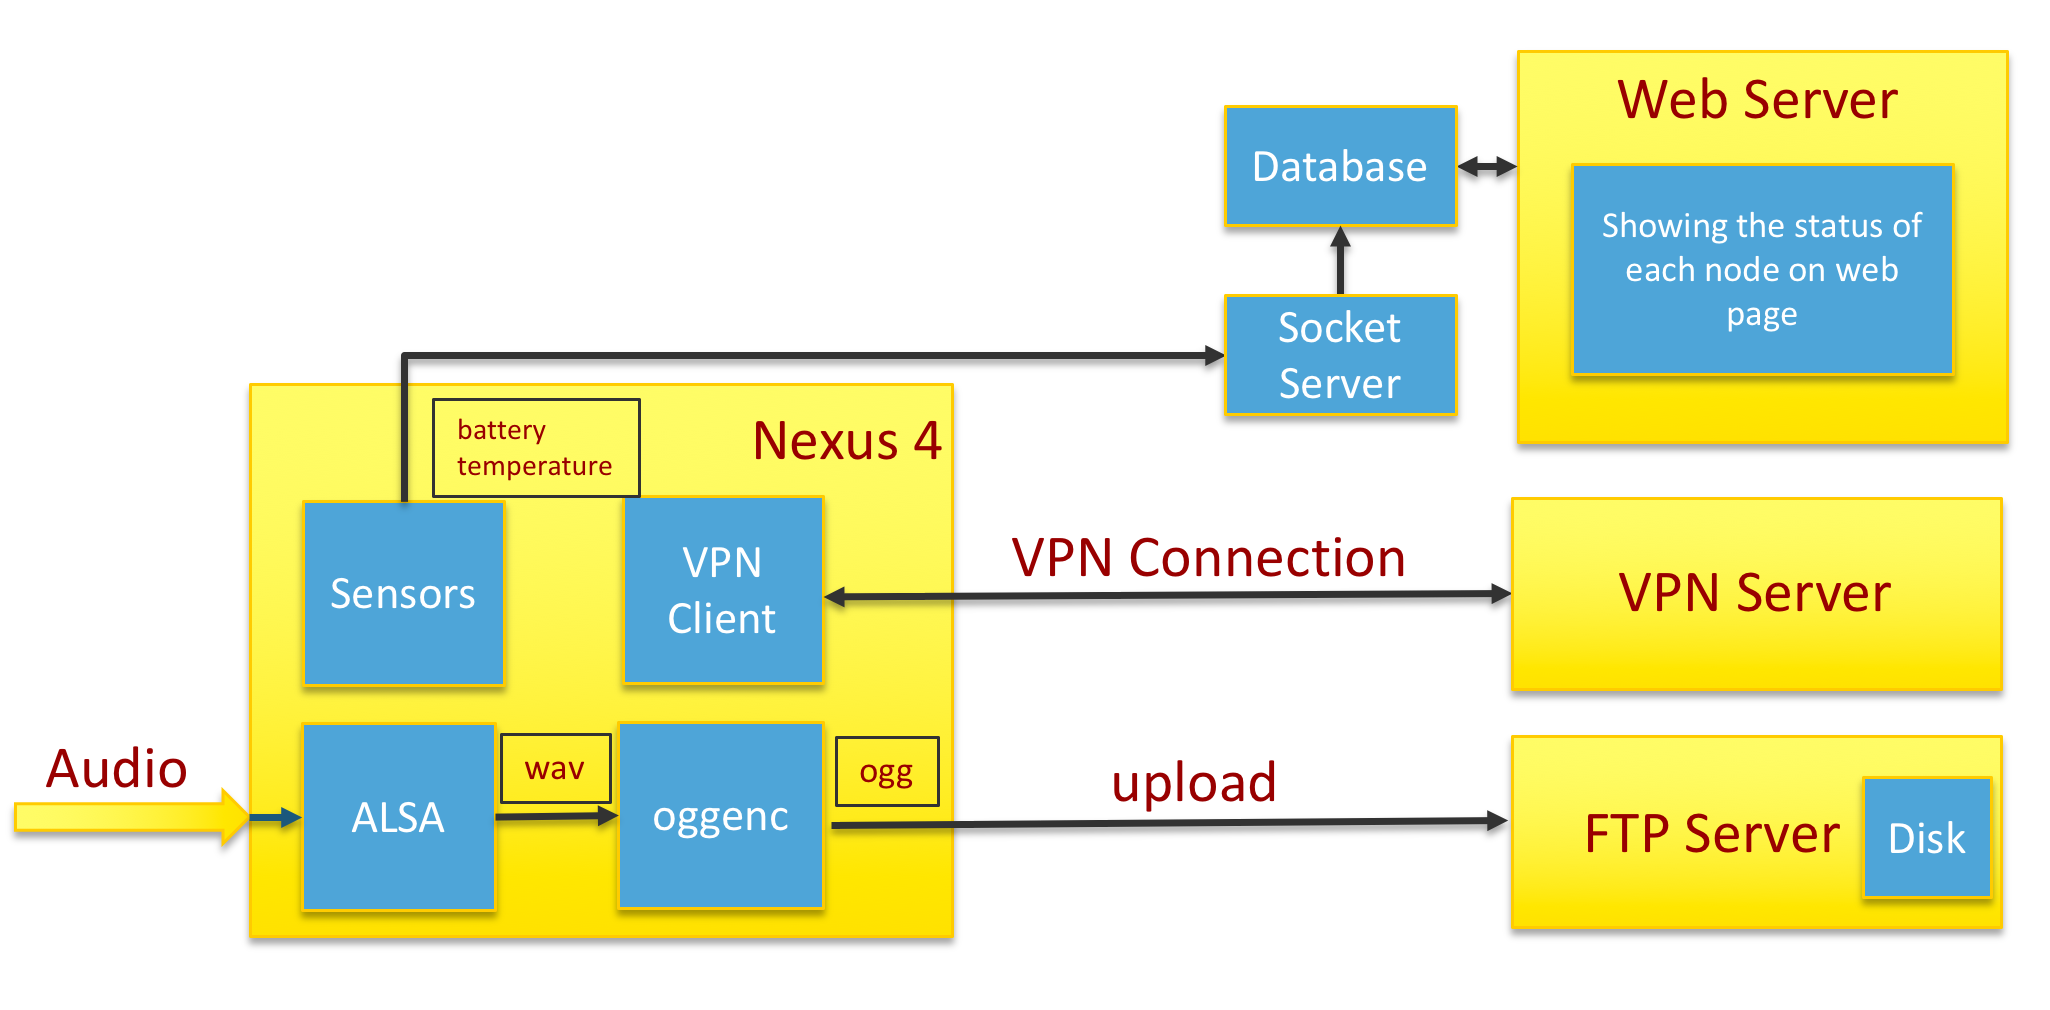 Web Server
Database
Showing the status of
each node on web
page
Socket
Server
battery
temperature
Nexus 4
Sensors
VPN
Client
VPN Connection
VPN Server
Audio
ALSA
wav
oggenc
ogg
upload
FTP Server
Disk